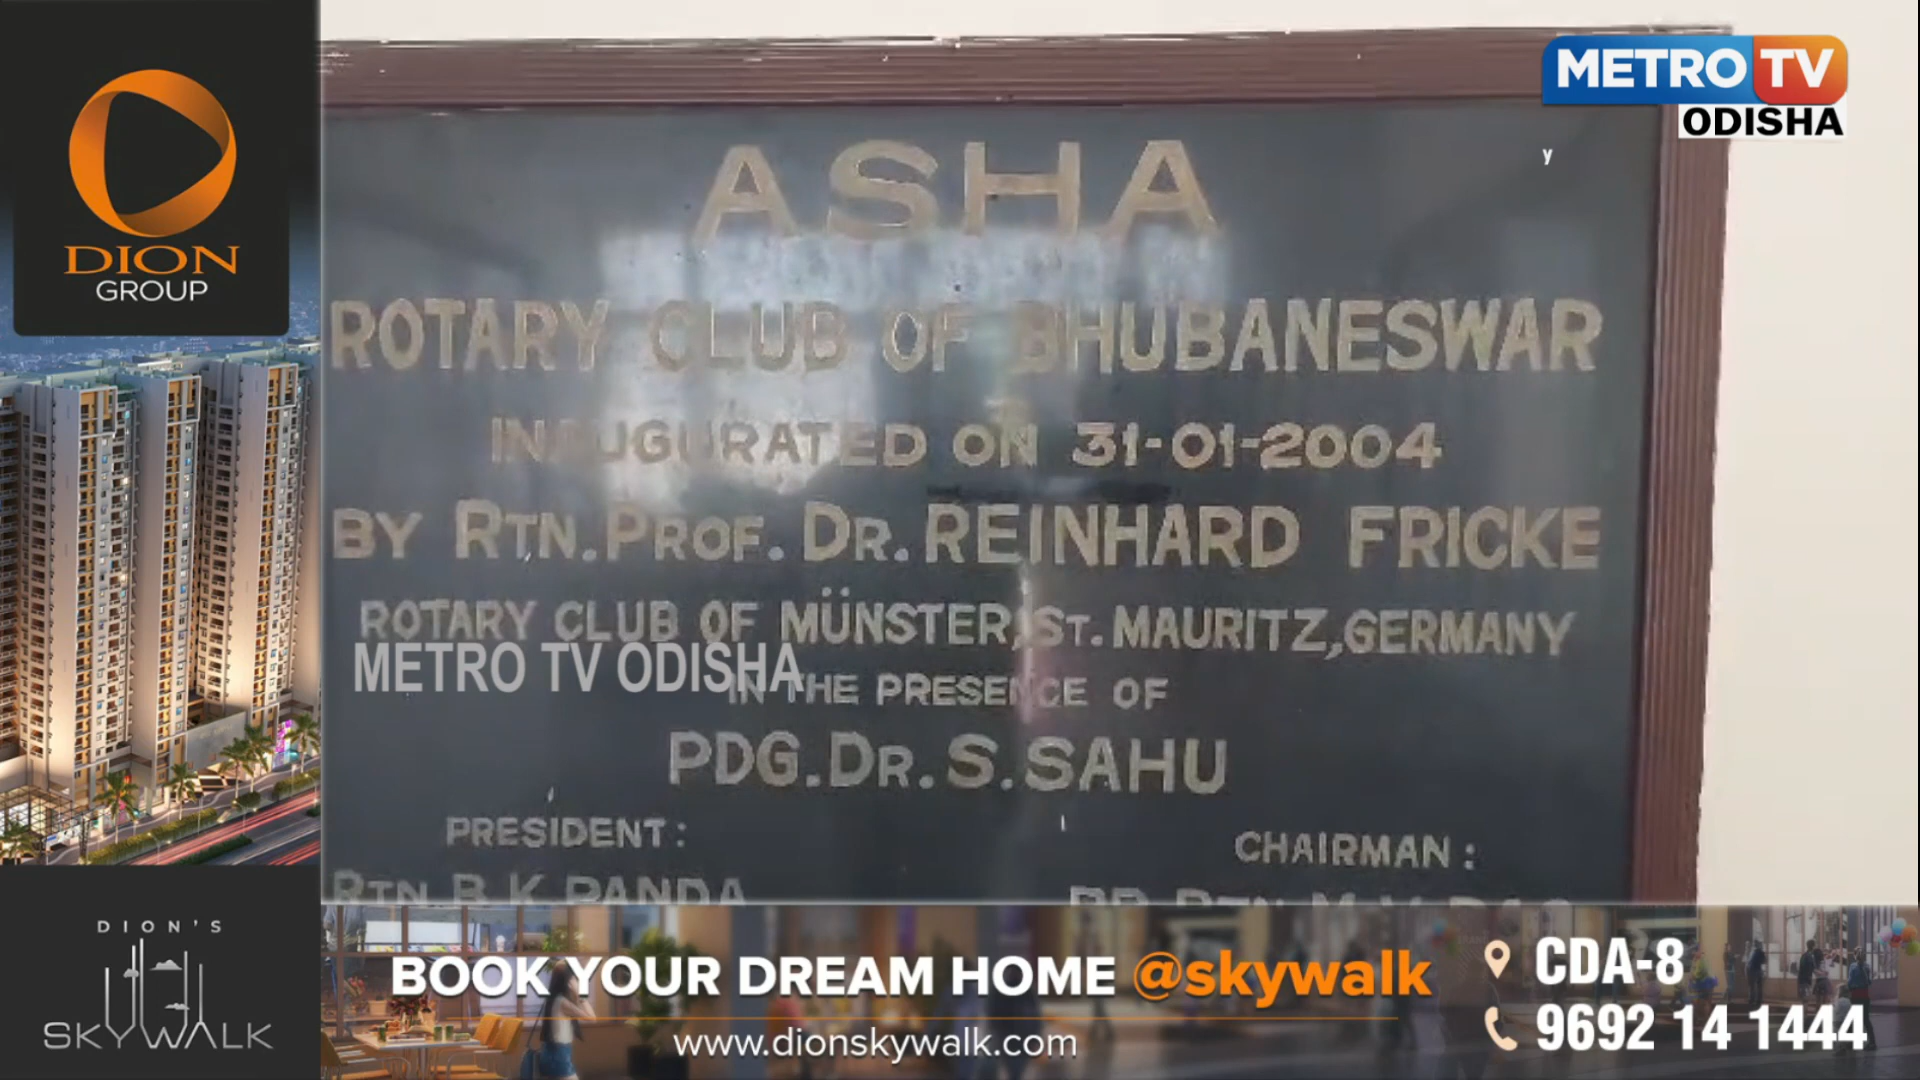 DION
GROUP
METRO TV
ODISHA
y
ASHA
ROTARY CLUB OF BHUBANESWAR
INAUGURATED ON 31-01-2004
BY RTN. PROF. DR. REINHARD FRICKE
ROTARY CLUB OF MÜNSTER, ST. MAURITZ, GERMANY
METRO TV ODISHA
IN THE PRESENCE OF
PDG. DR. S. SAHU
PRESIDENT:
RTN B K PANDA
CHAIRMAN:
DION'S
SKYWALK
BOOK YOUR DREAM HOME @skywalk
www.dionskywalk.com
CDA-8
9692 14 1444